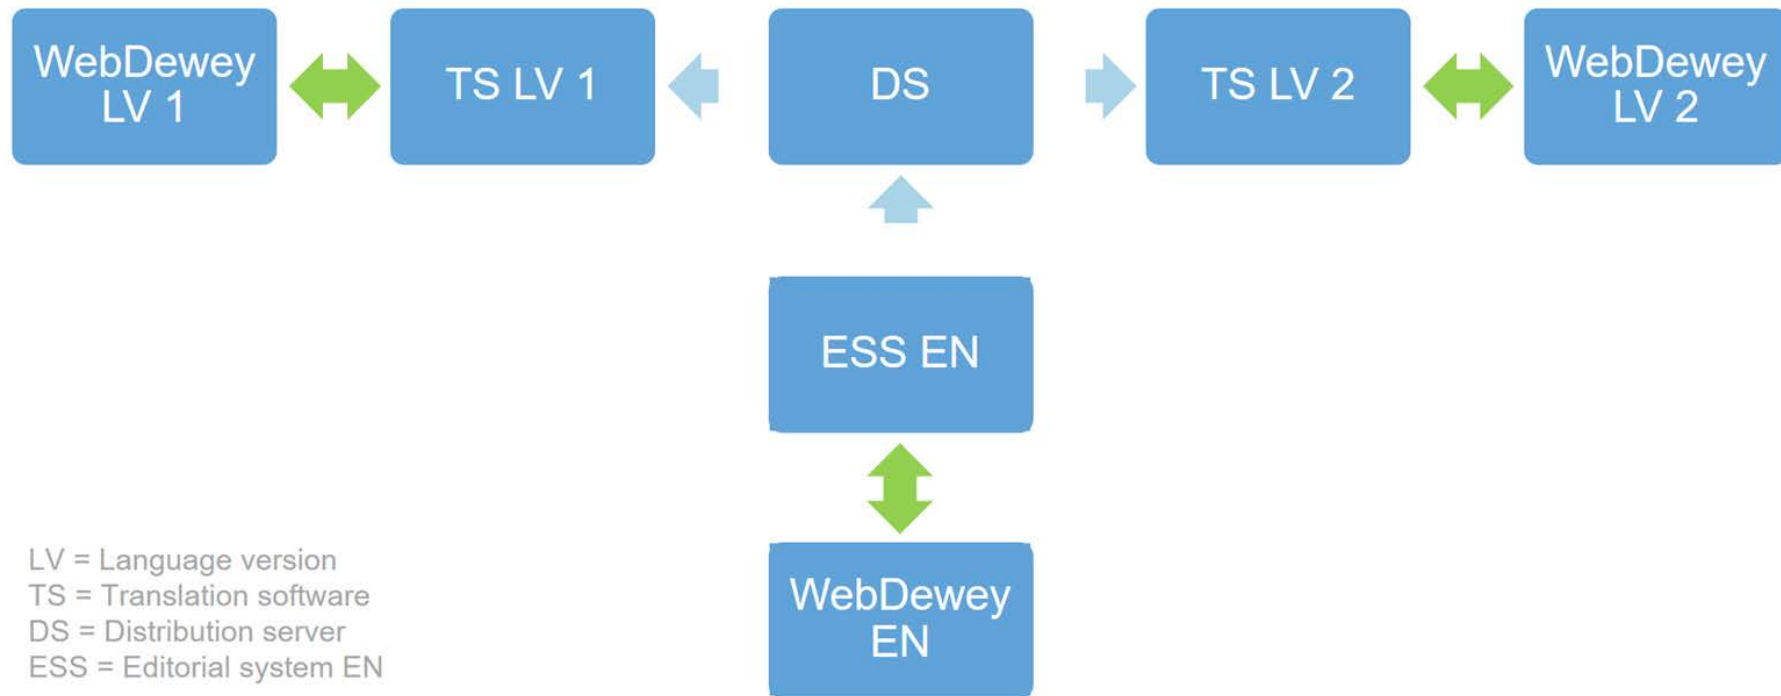 WebDewey
LV 1
TS LV 1
DS
TS LV 2
WebDewey
LV 2
ESS EN
WebDewey
EN
LV = Language version
TS = Translation software
DS = Distribution server
ESS = Editorial system EN